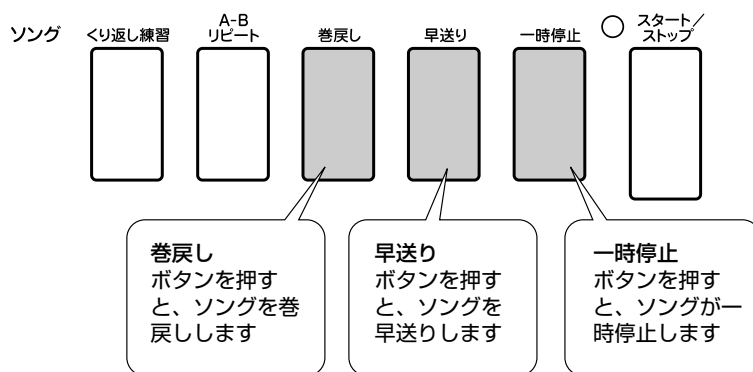 ソング
くり返し練習
A-B
リピート
巻戻し
早送り
一時停止
スタート／
ストップ
巻戻し
ボタンを押す
と、ソングを巻
戻しします
早送り
ボタンを押す
と、ソングを
早送りします
一時停止
ボタンを押す
と、ソングが一
時停止します